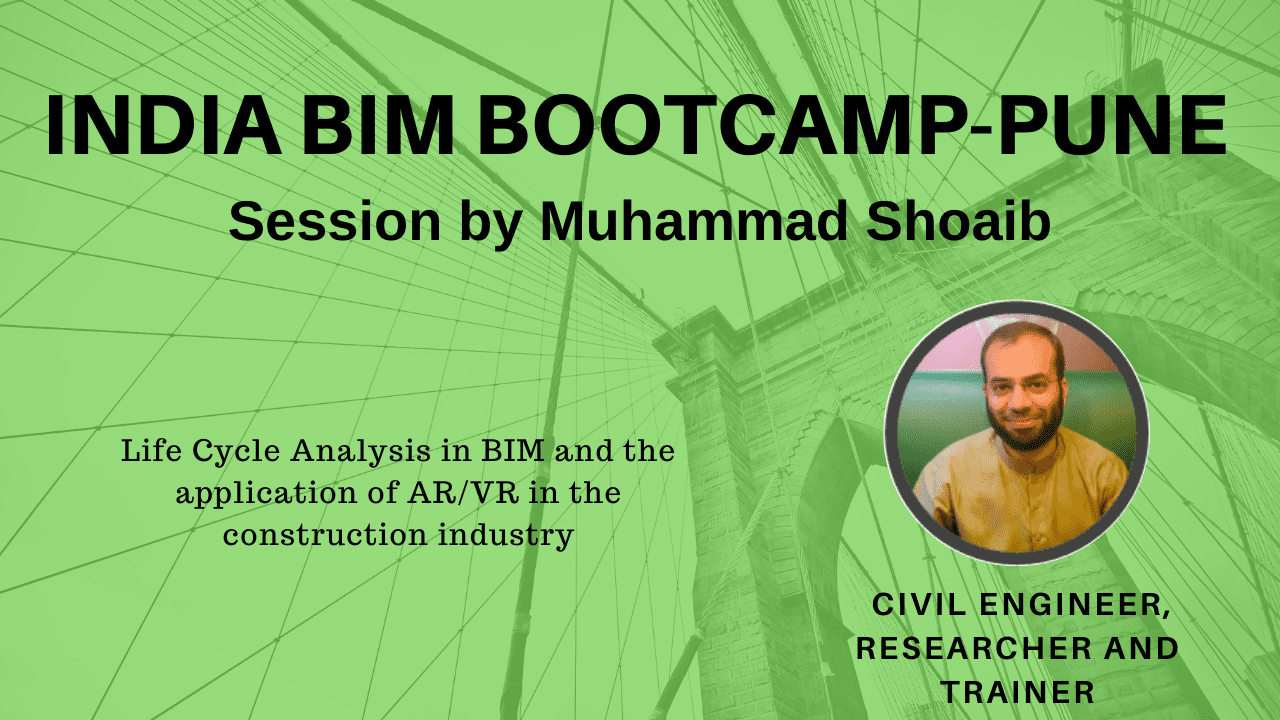 INDIA BIM BOOTCAMP-PUNE
Session by Muhammad Shoaib
Life Cycle Analysis in BIM and the
application of AR/VR in the
construction industry
CIVIL ENGINEER,
RESEARCHER AND
TRAINER